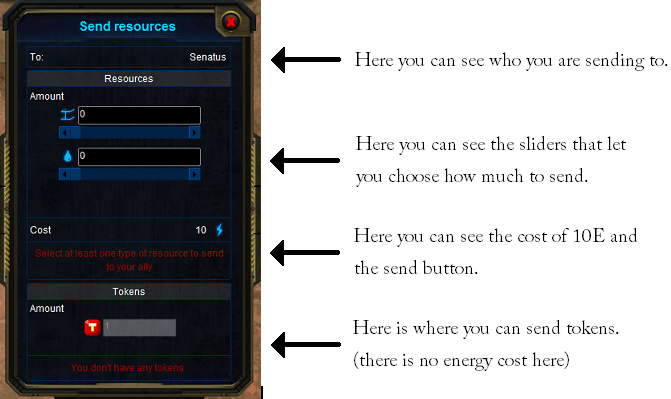 Send resources
To: Senatus
Here you can see who you are sending to.
Resources
Amount
0
0
Here you can see the sliders that let
you choose how much to send.
Cost 10
Select at least one type of resource to send
to your ally
Here you can see the cost of 10E and
the send button.
Tokens
Amount
T 1
You don't have any tokens
Here is where you can send tokens.
(there is no energy cost here)